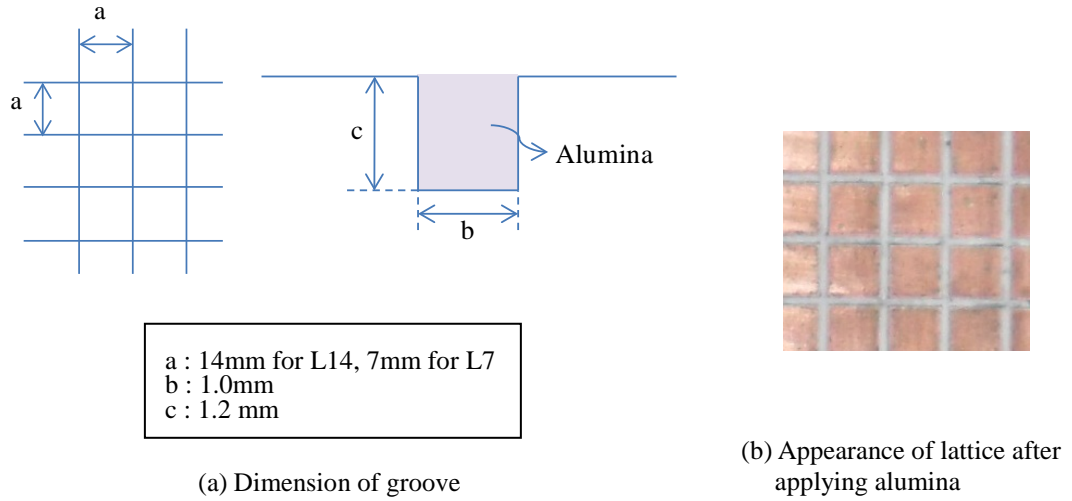 a
a
c
Alumina
b
a : 14mm for L14, 7mm for L7
b : 1.0mm
c : 1.2 mm
(a) Dimension of groove
(b) Appearance of lattice after
applying alumina